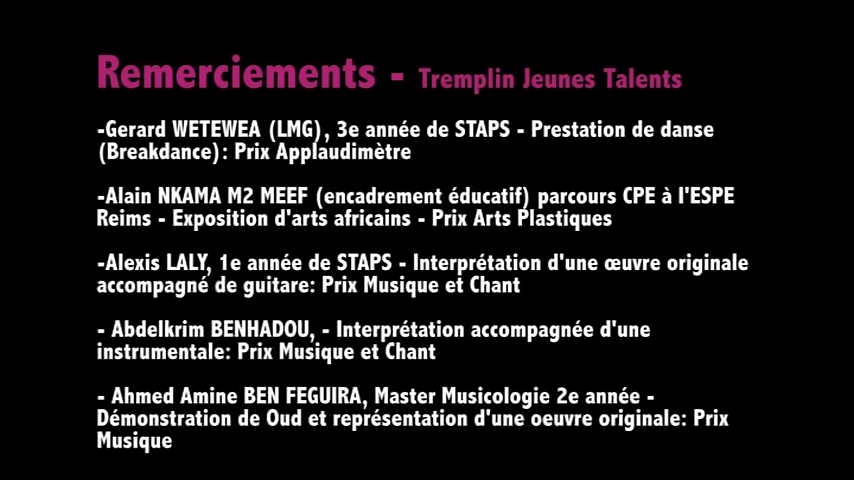 Remerciements - Tremplin Jeunes Talents
-Gerard WETEWEA (LMG), 3e année de STAPS - Prestation de danse
(Breakdance): Prix Applaudimètre
-Alain NKAMA M2 MEEF (encadrement éducatif) parcours CPE à l'ESPE
Reims - Exposition d'arts africains - Prix Arts Plastiques
-Alexis LALY, 1e année de STAPS - Interprétation d'une œuvre originale
accompagné de guitare: Prix Musique et Chant
- Abdelkrim BENHADOU, - Interprétation accompagnée d'une
instrumentale: Prix Musique et Chant
- Ahmed Amine BEN FEGUIRA, Master Musicologie 2e année -
Démonstration de Oud et représentation d'une oeuvre originale: Prix
Musique